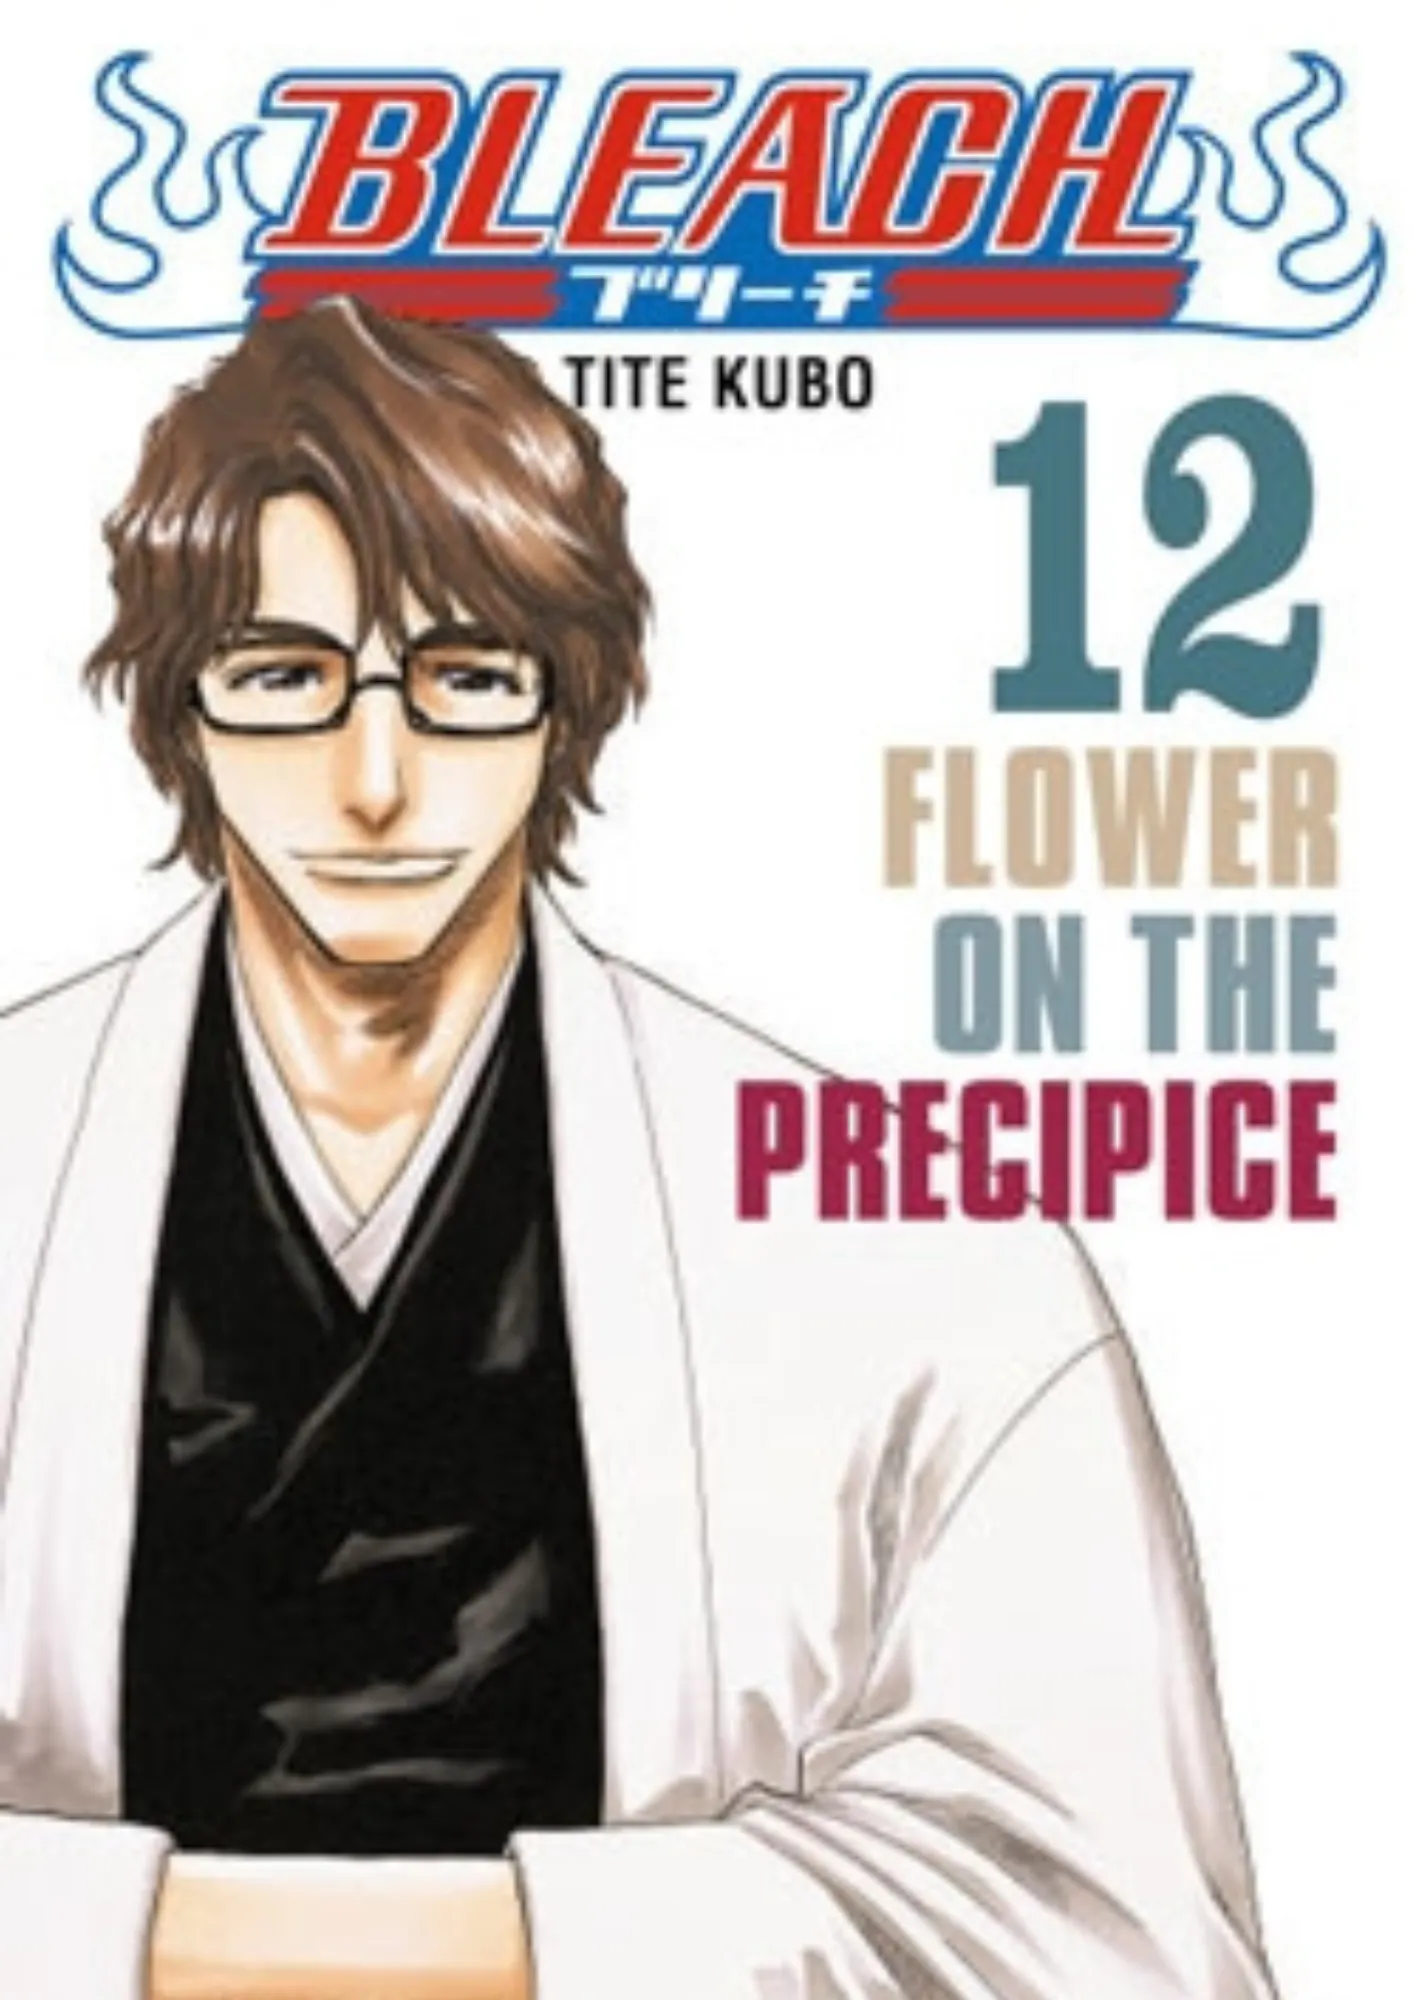 BLEACH
ブリーチ
TITE KUBO
12
FLOWER
ON THE
PRECIPICE